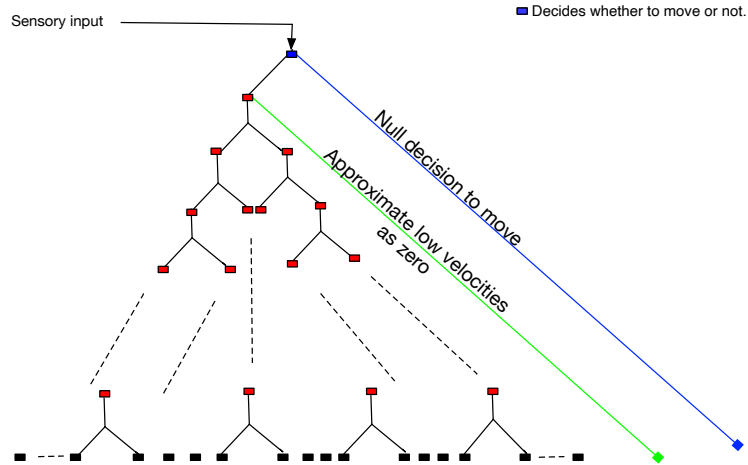 Sensory input
Decides whether to move or not.
Null decision to move
Approximate low velocities
as zero